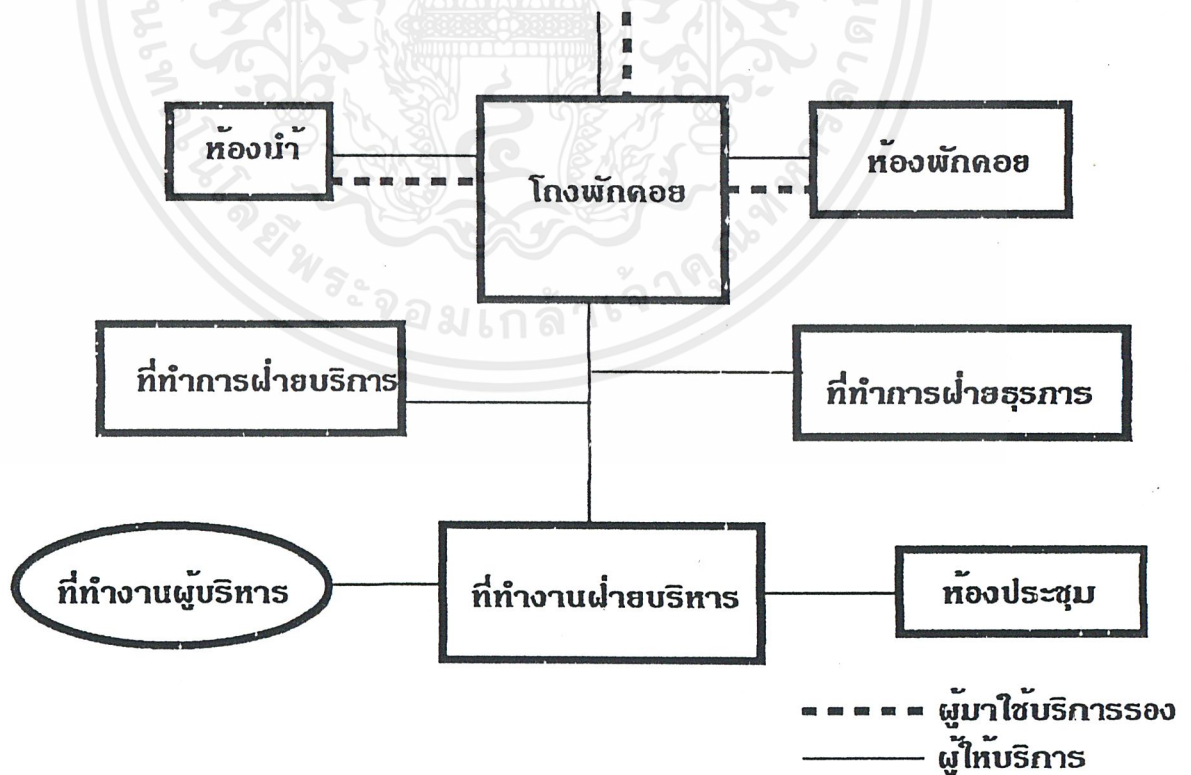 ห้องน้ำ
โถงพักคอย
ห้องพักคอย
ที่ทำการฝ่ายบริการ
ที่ทำการฝ่ายธุรการ
ที่ทำงานผู้บริหาร
ที่ทำงานฝ่ายบริหาร
ห้องประชุม
ผู้มาใช้บริการรอง
ผู้ให้บริการ